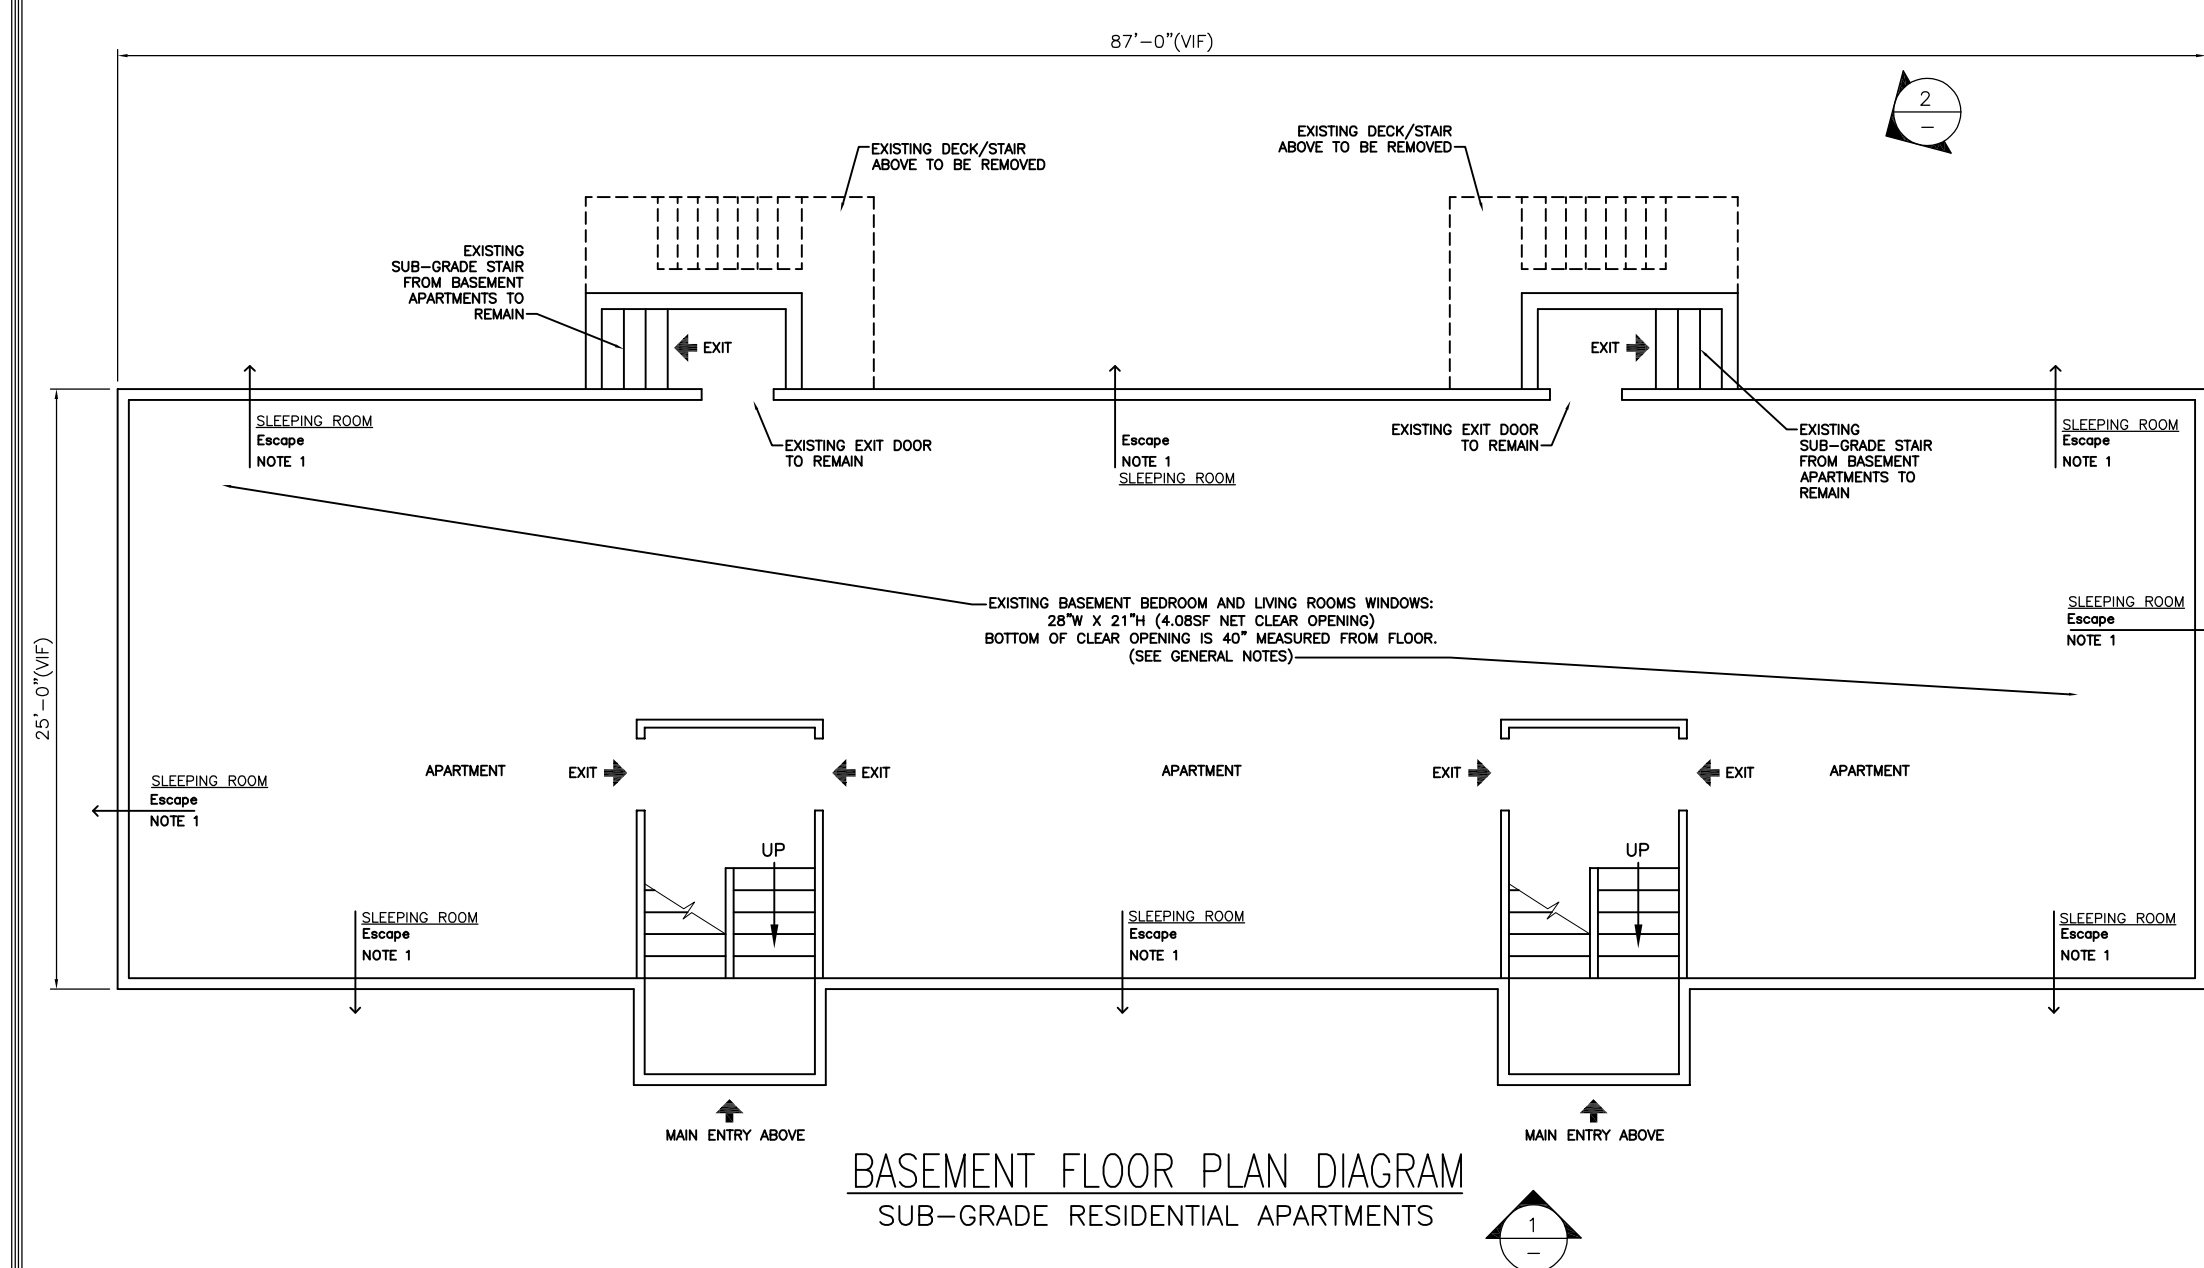 87'-0"(VIF)
2
–
EXISTING DECK/STAIR
ABOVE TO BE REMOVED
EXISTING DECK/STAIR
ABOVE TO BE REMOVED
EXISTING
SUB-GRADE STAIR
FROM BASEMENT
APARTMENTS TO
REMAIN
EXIT
EXIT
SLEEPING ROOM
Escape
NOTE 1
EXISTING EXIT DOOR
TO REMAIN
Escape
NOTE 1
SLEEPING ROOM
EXISTING EXIT DOOR
TO REMAIN
EXISTING
SUB-GRADE STAIR
FROM BASEMENT
APARTMENTS TO
REMAIN
SLEEPING ROOM
Escape
NOTE 1
EXISTING BASEMENT BEDROOM AND LIVING ROOMS WINDOWS:
28"W X 21"H (4.08SF NET CLEAR OPENING)
BOTTOM OF CLEAR OPENING IS 40" MEASURED FROM FLOOR.
(SEE GENERAL NOTES)
SLEEPING ROOM
Escape
NOTE 1
25'-0"(VIF)
SLEEPING ROOM
Escape
NOTE 1
APARTMENT
EXIT
EXIT
APARTMENT
EXIT
EXIT
APARTMENT
UP
UP
SLEEPING ROOM
Escape
NOTE 1
SLEEPING ROOM
Escape
NOTE 1
SLEEPING ROOM
Escape
NOTE 1
MAIN ENTRY ABOVE
MAIN ENTRY ABOVE
BASEMENT FLOOR PLAN DIAGRAM
SUB-GRADE RESIDENTIAL APARTMENTS
1
–